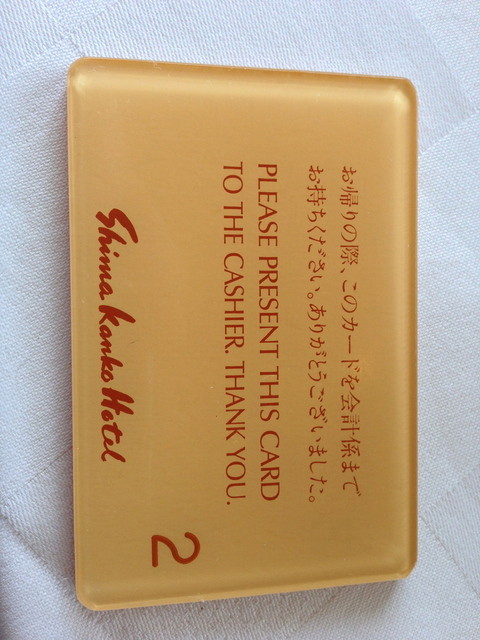 お帰りの際、このカードを会計係まで
お持ちください。ありがとうございました。
PLEASE PRESENT THIS CARD
TO THE CASHIER. THANK YOU.
2
Shima Kanko Hotel